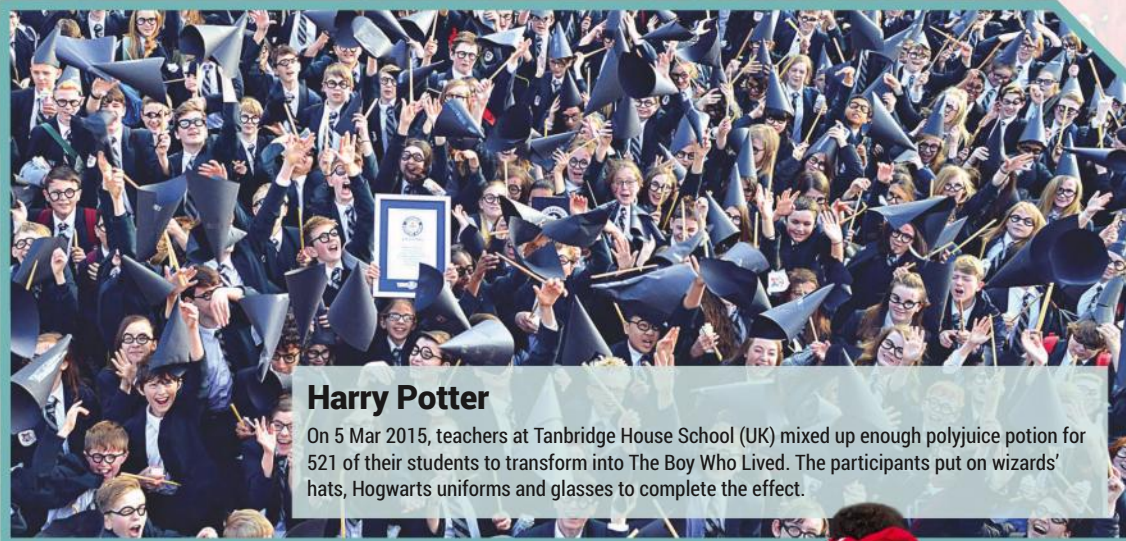 Harry Potter
On 5 Mar 2015, teachers at Tanbridge House School (UK) mixed up enough polyjuice potion for
521 of their students to transform into The Boy Who Lived. The participants put on wizards’
hats, Hogwarts uniforms and glasses to complete the effect.